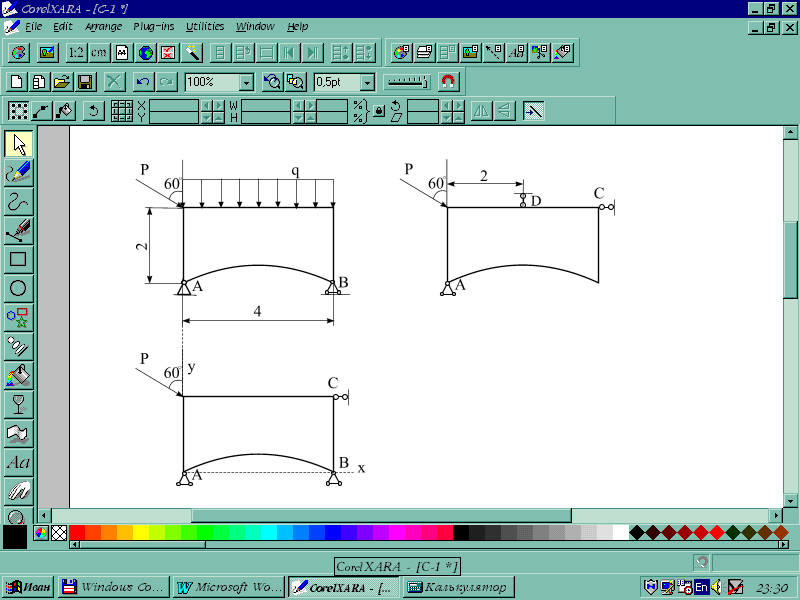 CorelXARA - [C-1 *]
File Edit Arrange Plug-ins Utilities Window Help
1:2 cm
100% 0,5pt
X Y W H % %
P 60° q
2
A B
4
P 60° 2 D C
A
P 60° y C
A B x
Aa
CorelXARA - [C-1 *]
Иван Windows Co... Microsoft Wo... CorelXARA - [... Калькулятор En 23:30